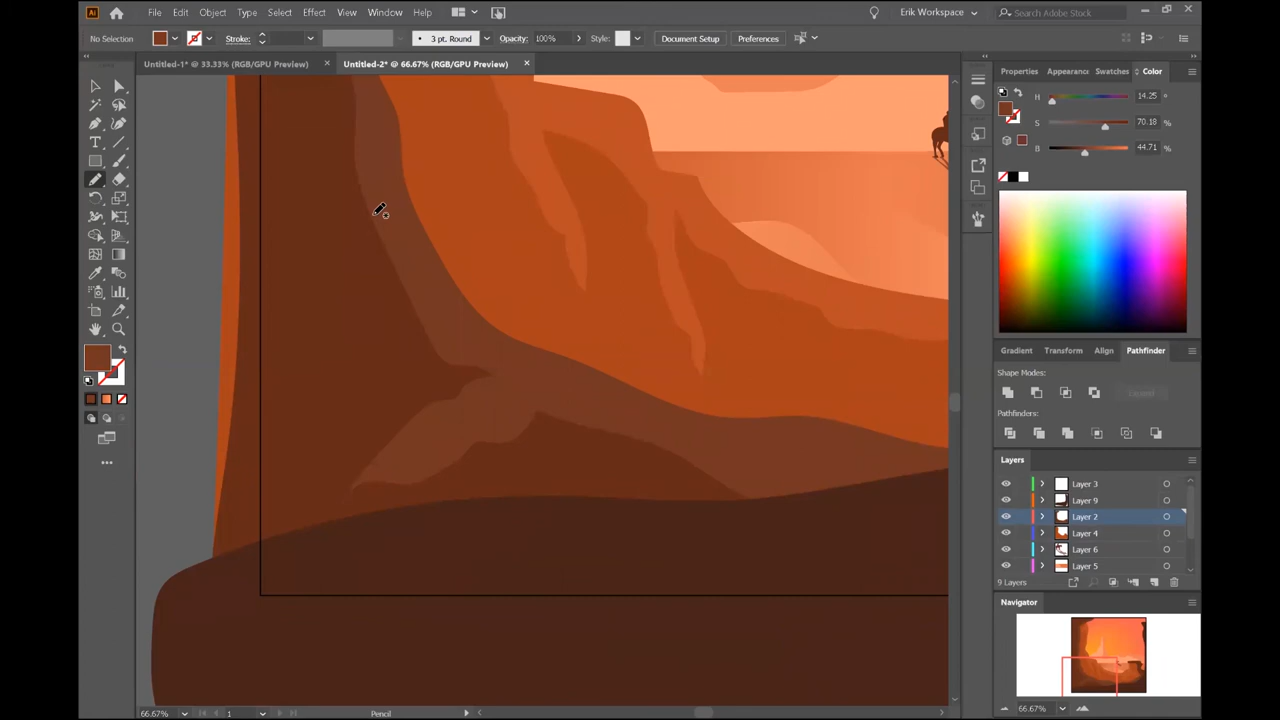 Ai File Edit Object Type Select Effect View Window Help Erik Workspace Search Adobe Stock
No Selection Stroke: 3 pt. Round Opacity: 100% Style: Document Setup Preferences
Untitled-1* @ 33.33% (RGB/GPU Preview) × Untitled-2* @ 66.67% (RGB/GPU Preview) ×
Properties Appearance Swatches Color
H 14.25 °
S 70.18 %
B 44.71 %
Gradient Transform Align Pathfinder
Shape Modes:
Expand
Pathfinders:
Layers
Layer 3
Layer 9
Layer 2
Layer 4
Layer 6
Layer 5
9 Layers
Navigator
66.67%
66.67% 1 Pencil